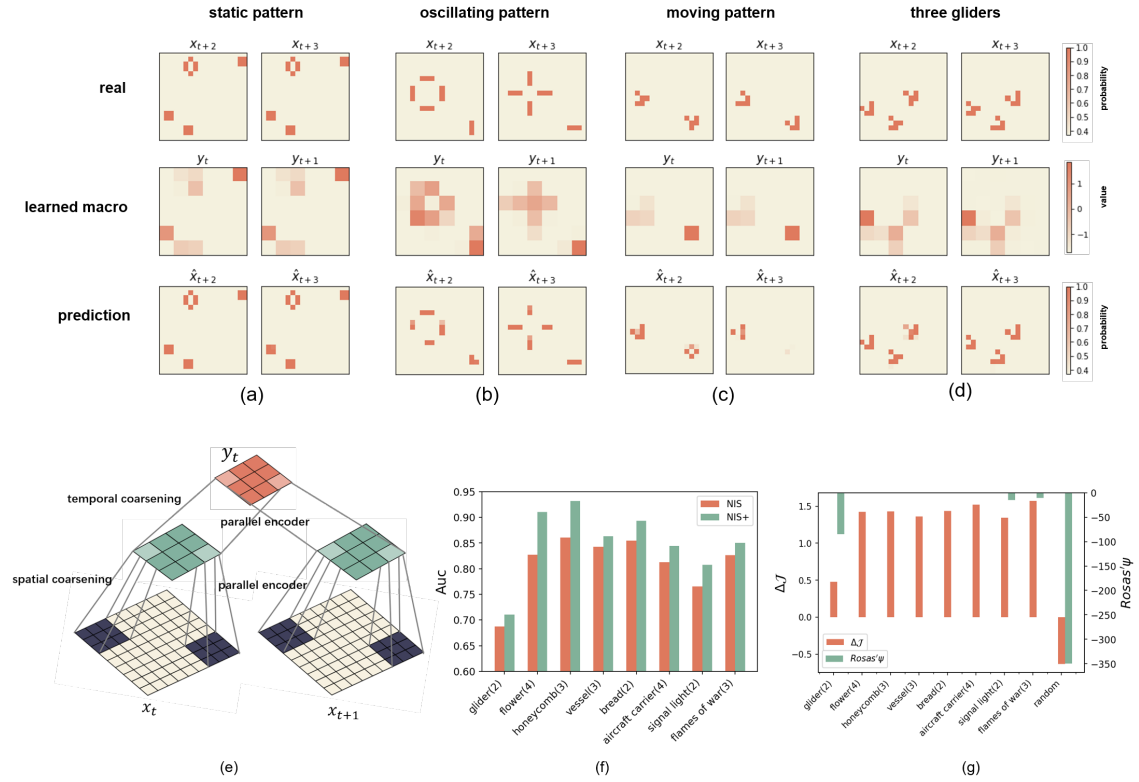 static pattern oscillating pattern moving pattern three gliders
real
x_{t+2} x_{t+3} x_{t+2} x_{t+3} x_{t+2} x_{t+3} x_{t+2} x_{t+3}
1.0
0.9
0.8
0.7
0.6
0.5
0.4
probability
learned macro
y_t y_{t+1} y_t y_{t+1} y_t y_{t+1} y_t y_{t+1}
1
0
−1
value
prediction
x̂_{t+2} x̂_{t+3} x̂_{t+2} x̂_{t+3} x̂_{t+2} x̂_{t+3} x̂_{t+2} x̂_{t+3}
1.0
0.9
0.8
0.7
0.6
0.5
0.4
probability
(a) (b) (c) (d)
y_t
temporal coarsening
parallel encoder
spatial coarsening
parallel encoder
x_t
x_{t+1}
(e)
Auc
0.95
0.90
0.85
0.80
0.75
0.70
0.65
0.60
NIS
NIS+
glider(2)
flower(4)
honeycomb(3)
vessel(3)
bread(2)
aircraft carrier(4)
signal light(2)
flames of war(3)
(f)
Δ𝒥
1.5
1.0
0.5
0.0
−0.5
Δ𝒥
Rosas'ψ
glider(2)
flower(4)
honeycomb(3)
vessel(3)
bread(2)
aircraft carrier(4)
signal light(2)
flames of war(3)
random
0
−50
−100
−150
−200
−250
−300
−350
Rosas'ψ
(g)